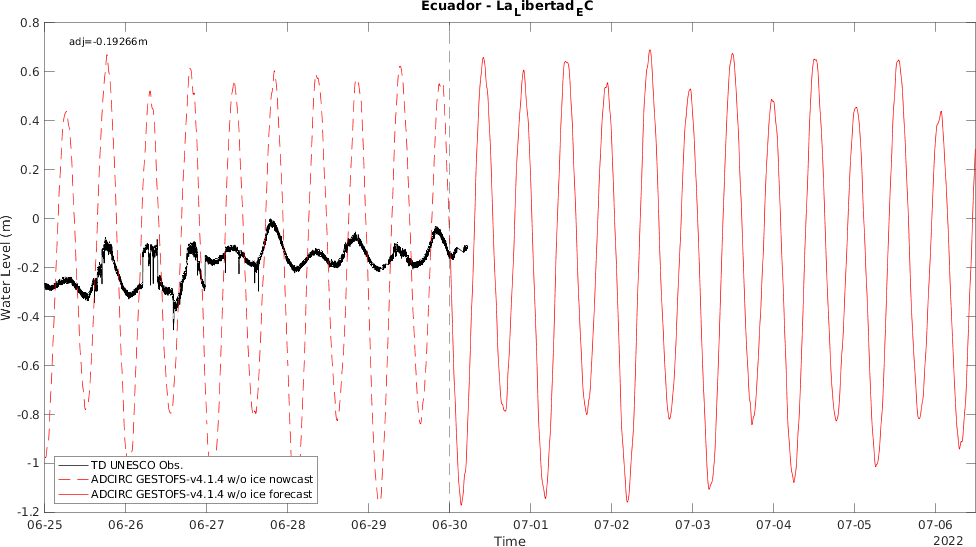 Ecuador - LaLibertadEC
adj=-0.19266m
0.8
0.6
0.4
0.2
0
-0.2
-0.4
-0.6
-0.8
-1
-1.2
Water Level (m)
TD UNESCO Obs.
ADCIRC GESTOFS-v4.1.4 w/o ice nowcast
ADCIRC GESTOFS-v4.1.4 w/o ice forecast
06-25 06-26 06-27 06-28 06-29 06-30 07-01 07-02 07-03 07-04 07-05 07-06
Time
2022